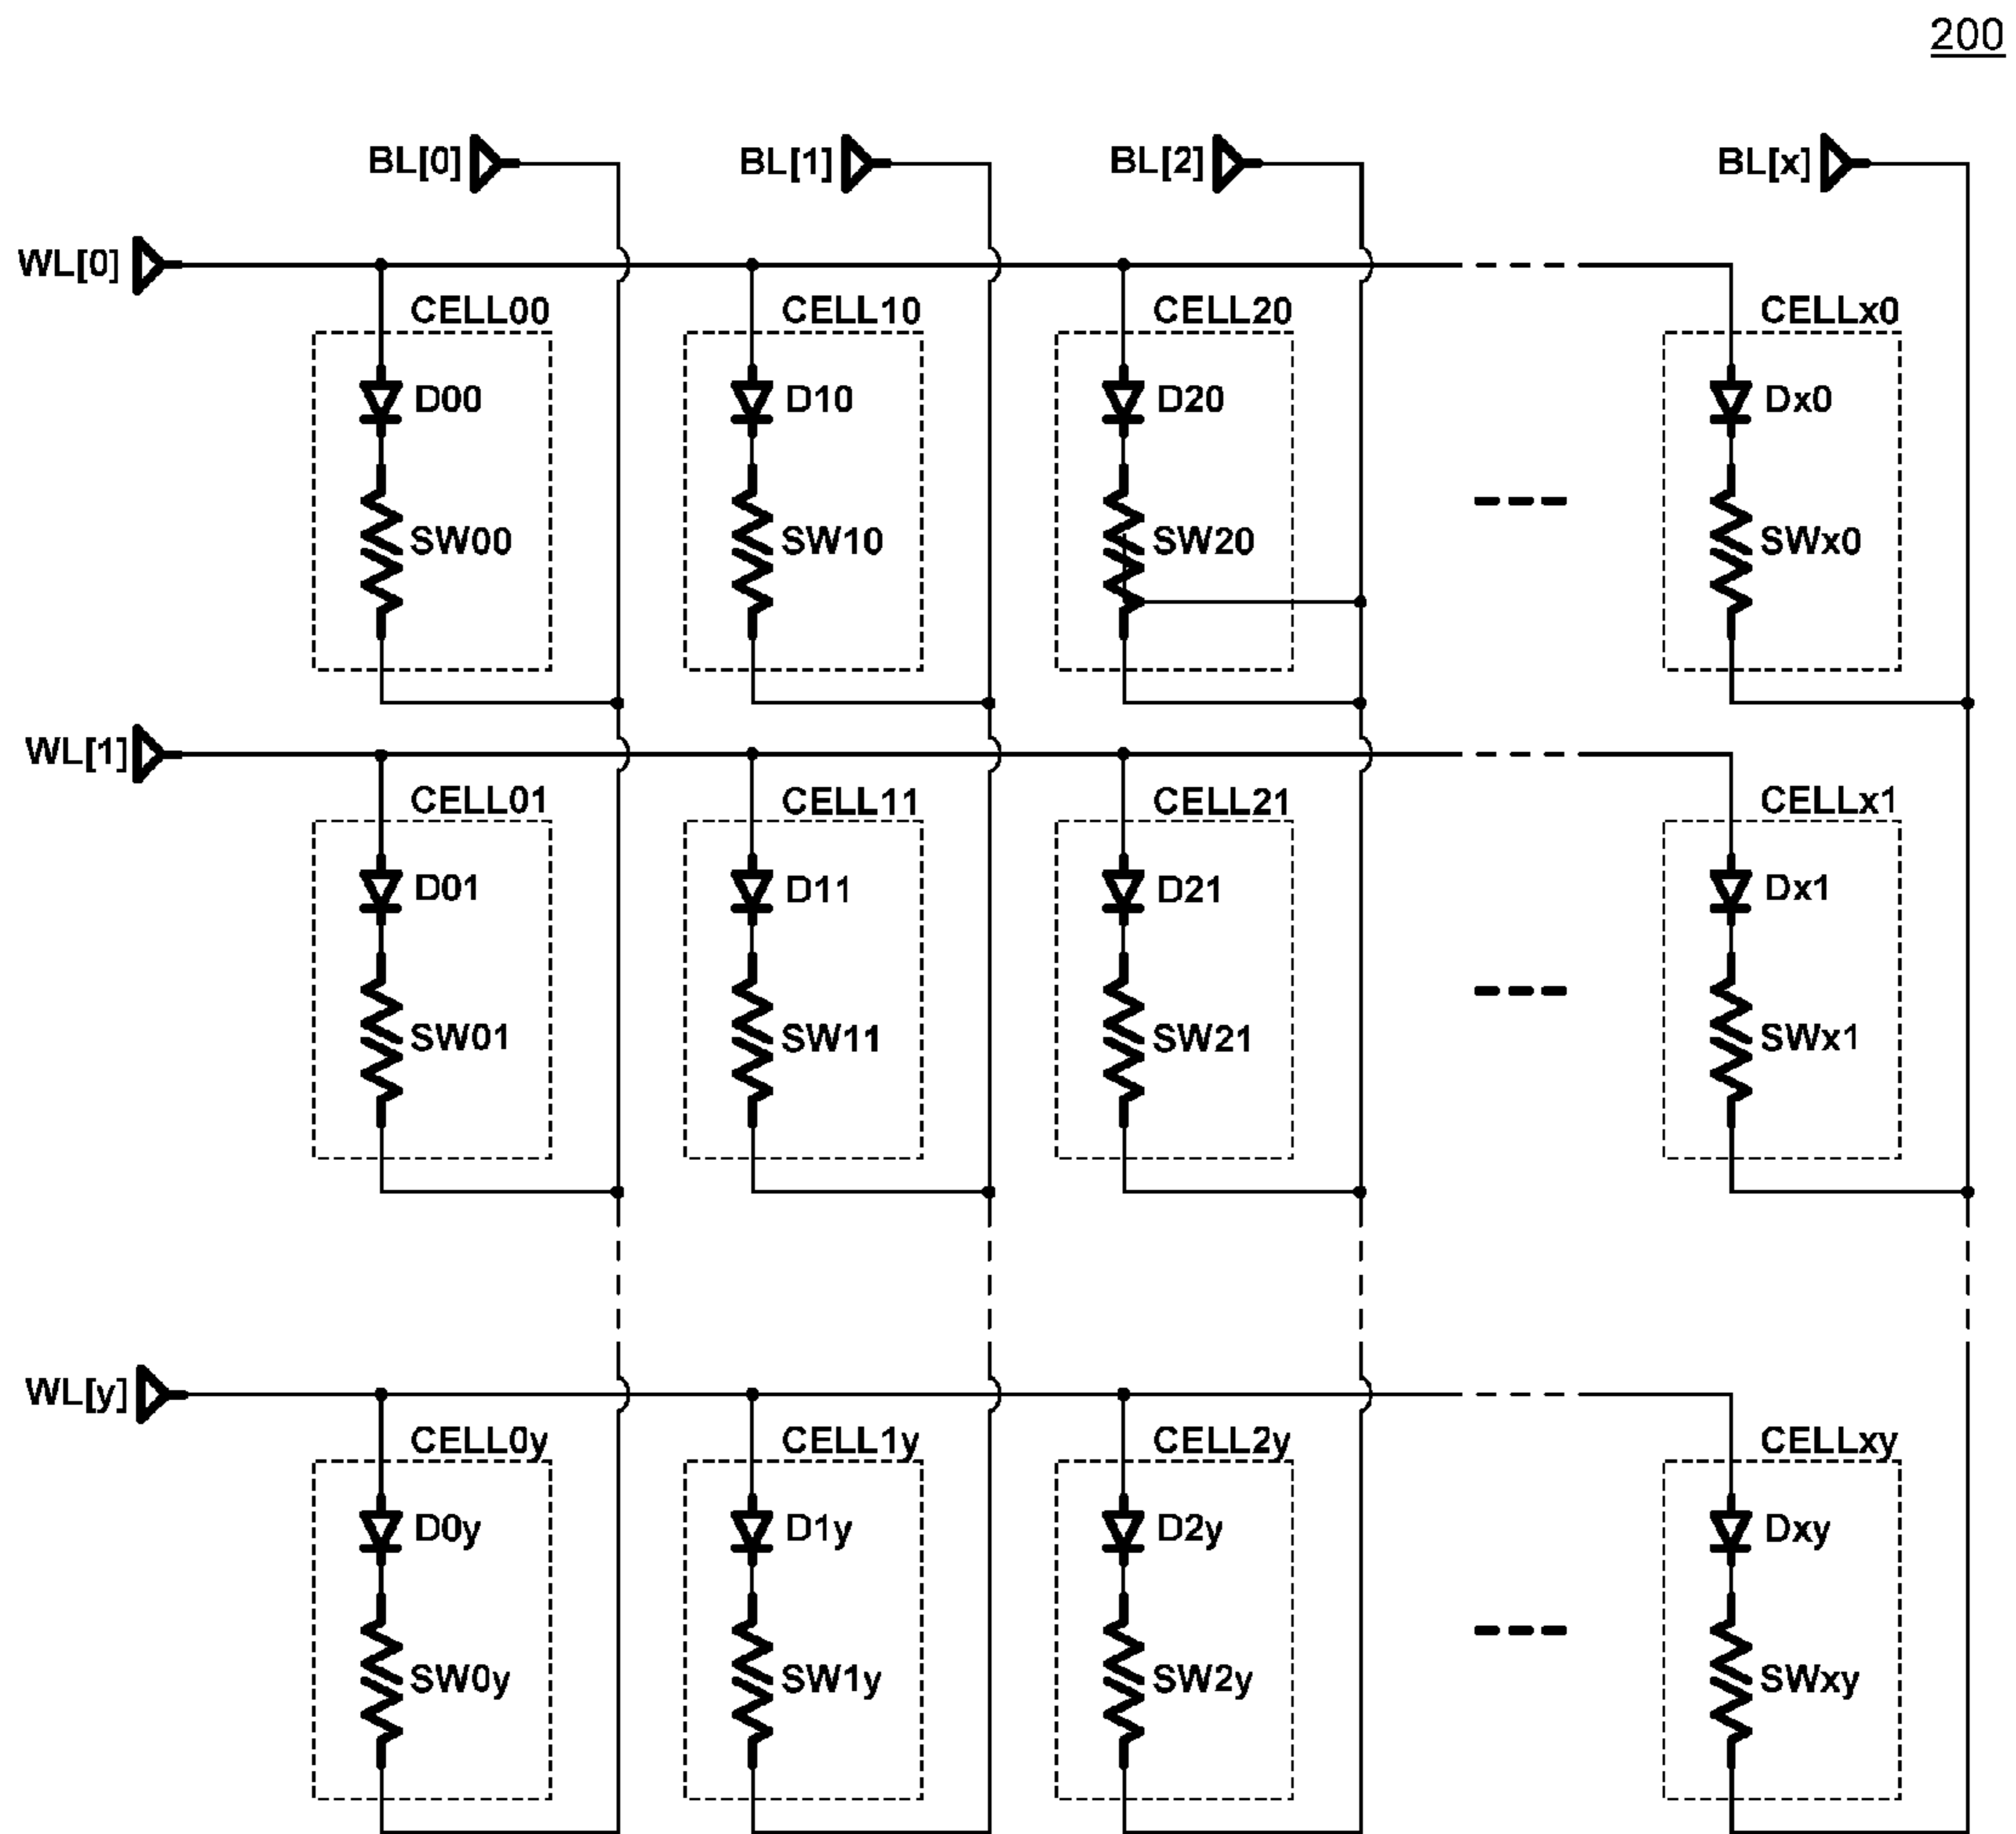 200
BL[0] BL[1] BL[2] BL[x]
WL[0]
CELL00 CELL10 CELL20 CELLx0
D00 D10 D20 Dx0
SW00 SW10 SW20 SWx0
WL[1]
CELL01 CELL11 CELL21 CELLx1
D01 D11 D21 Dx1
SW01 SW11 SW21 SWx1
WL[y]
CELL0y CELL1y CELL2y CELLxy
D0y D1y D2y Dxy
SW0y SW1y SW2y SWxy